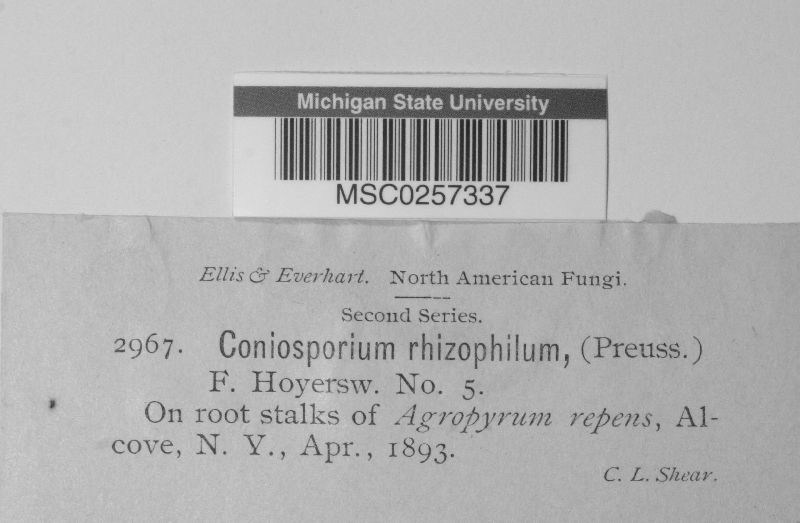 Michigan State University
MSC0257337
Ellis & Everhart. North American Fungi.
Second Series.
2967. Coniosporium rhizophilum, (Preuss.)
F. Hoyersw. No. 5.
On root stalks of Agropyrum repens, Al-
cove, N. Y., Apr., 1893.
C. L. Shear.